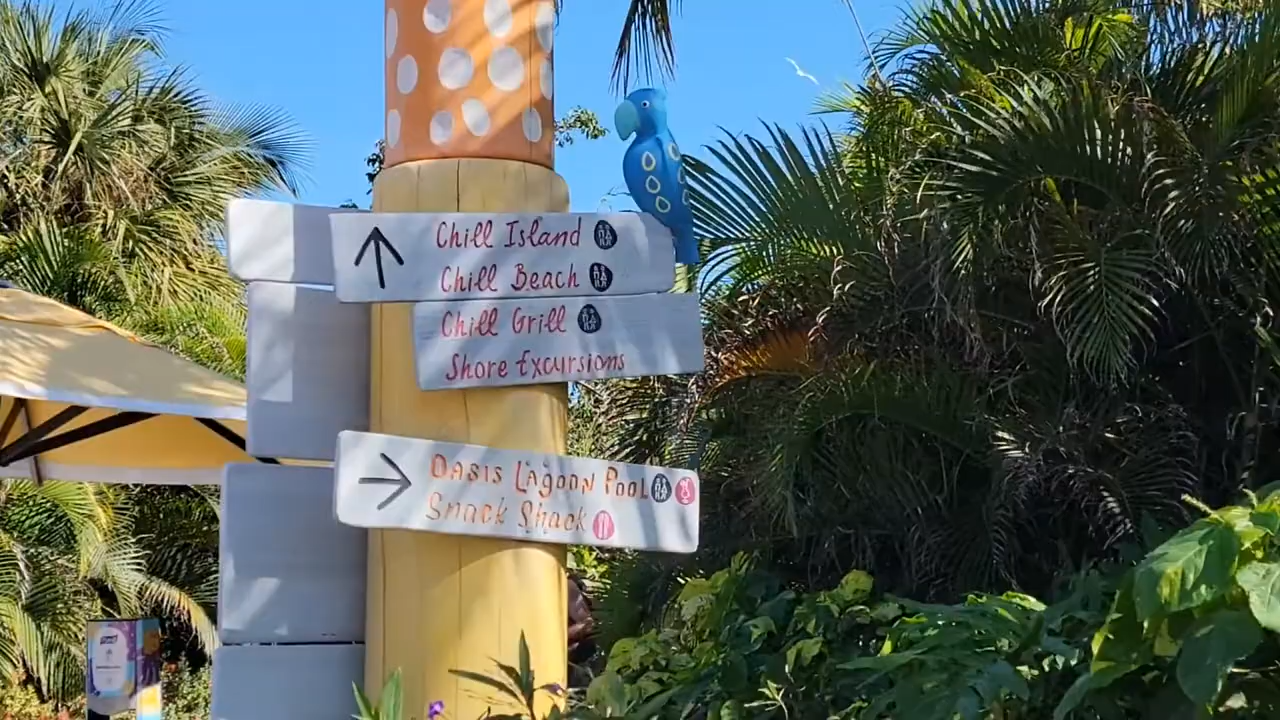 Chill Island
Chill Beach
Chill Grill
Shore Excursions
Oasis Lagoon Pool
Snack Shack